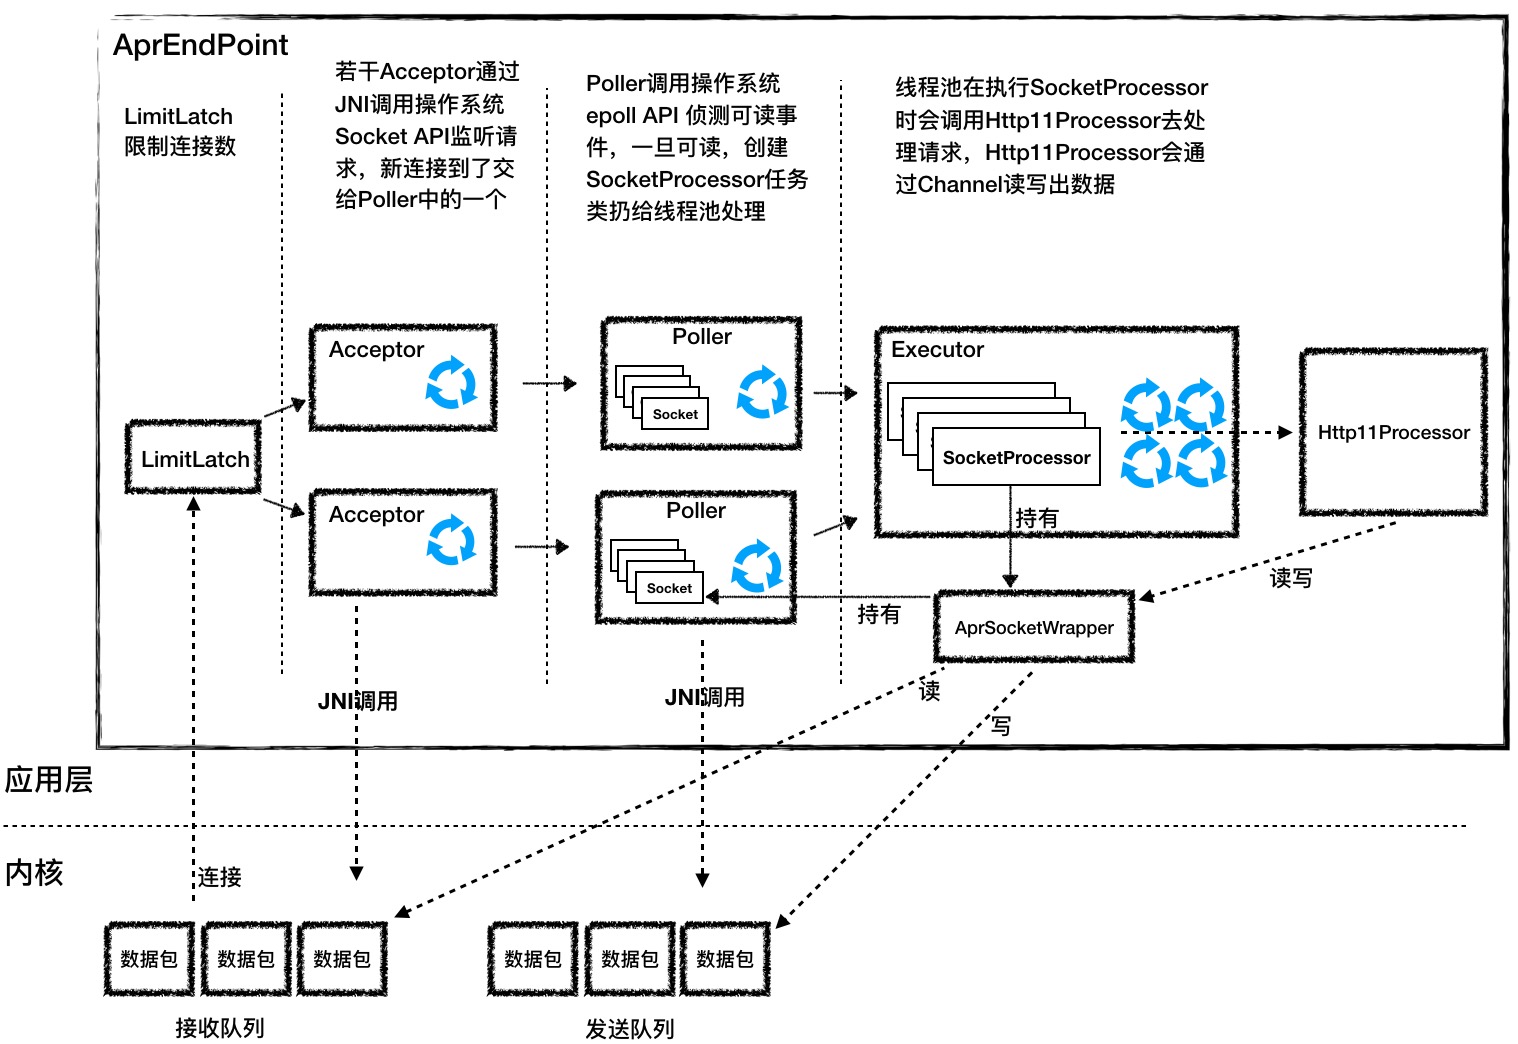 AprEndPoint
LimitLatch
限制连接数
若干Acceptor通过
JNI调用操作系统
Socket API监听请
求，新连接到了交
给Poller中的一个
Poller调用操作系统
epoll API 侦测可读事
件，一旦可读，创建
SocketProcessor任务
类扔给线程池处理
线程池在执行SocketProcessor
时会调用Http11Processor去处
理请求，Http11Processor会通
过Channel读写出数据
LimitLatch
Acceptor
Acceptor
Poller
Socket
Poller
Socket
Executor
SocketProcessor
Http11Processor
持有
读写
持有
AprSocketWrapper
JNI调用
JNI调用
读
写
应用层
内核
连接
数据包
数据包
数据包
数据包
数据包
数据包
接收队列
发送队列